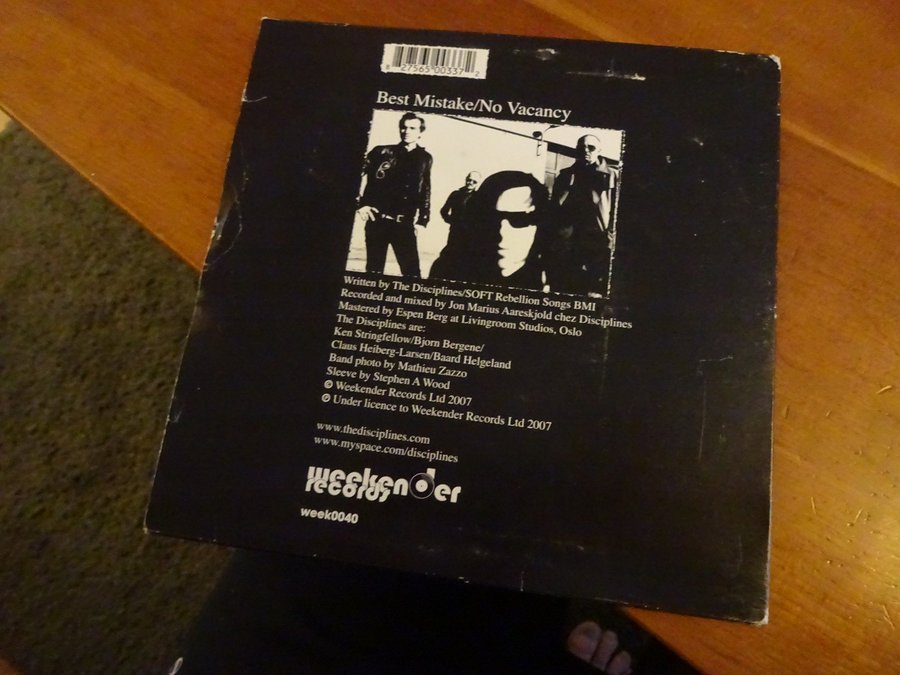 8 27565 00337 2
Best Mistake/No Vacancy
Written by The Disciplines/SOFT Rebellion Songs BMI
Recorded and mixed by Jon Marius Aareskjold chez Disciplines
Mastered by Espen Berg at Livingroom Studios, Oslo
The Disciplines are:
Ken Stringfellow/Bjorn Bergene/
Claus Heiberg-Larsen/Baard Helgeland
Band photo by Mathieu Zazzo
Sleeve by Stephen A Wood
© Weekender Records Ltd 2007
℗ Under licence to Weekender Records Ltd 2007
www.thedisciplines.com
www.myspace.com/disciplines
weekender
records
week0040